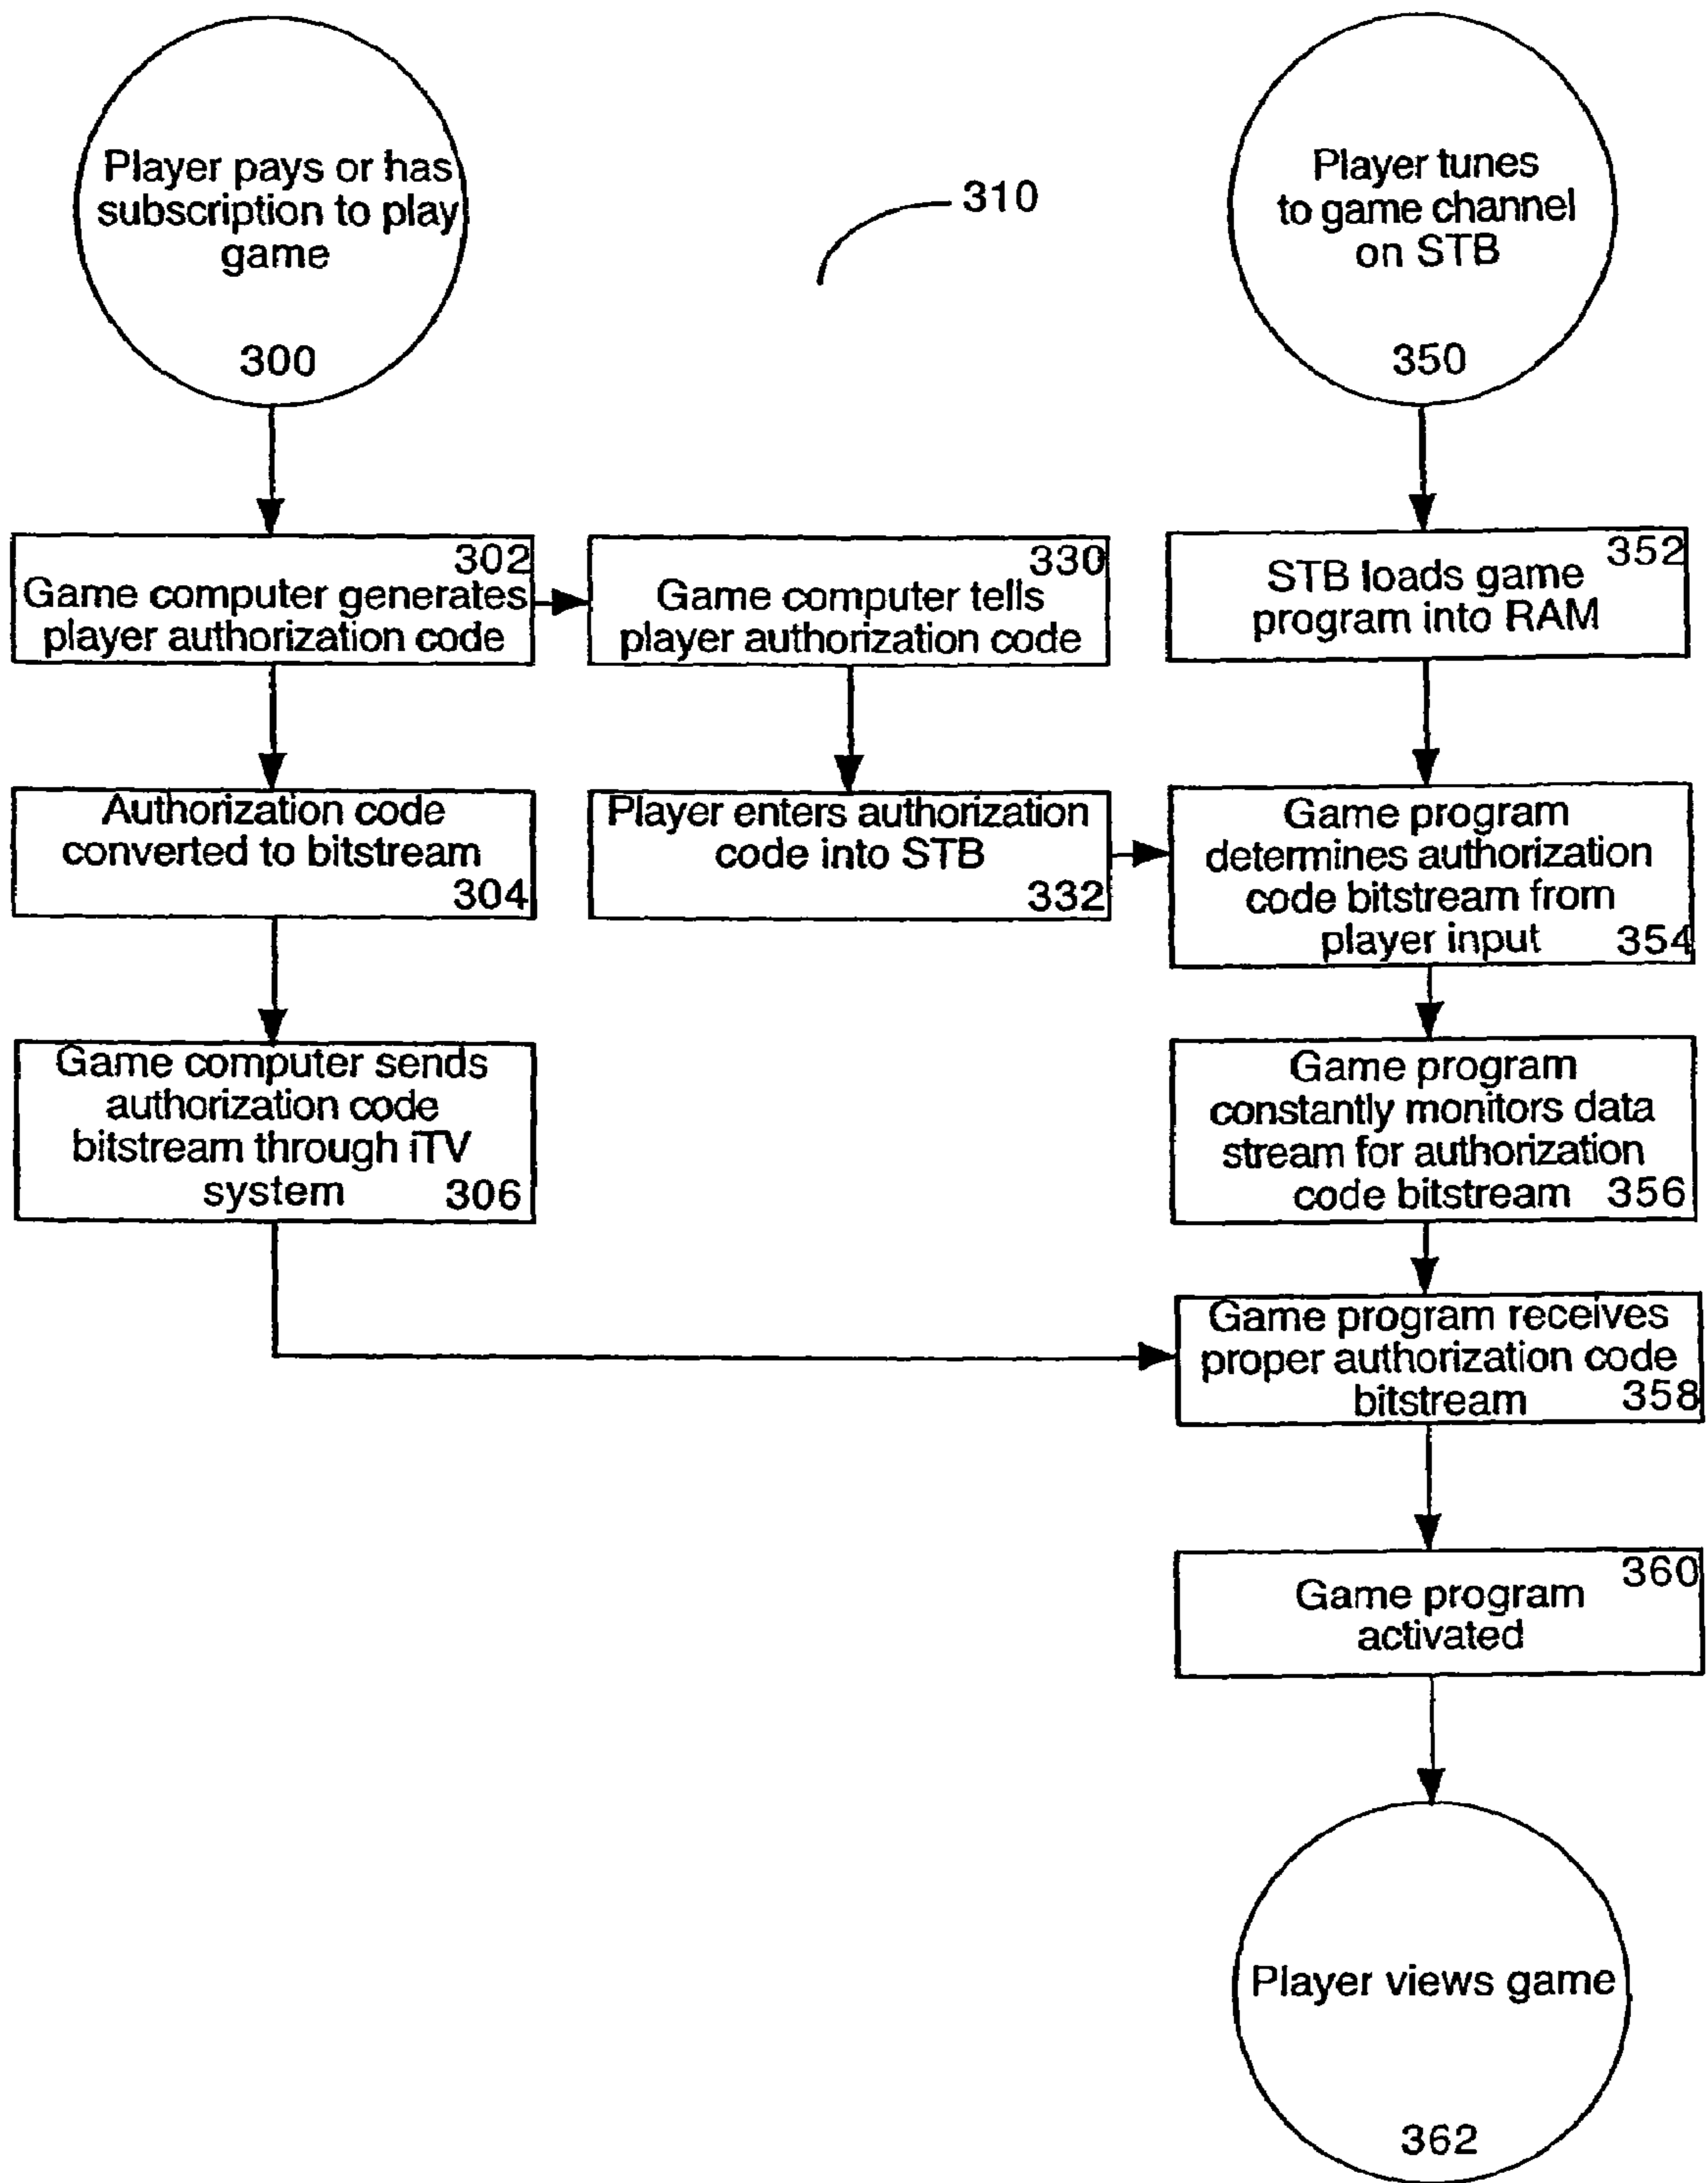 Player pays or has
subscription to play
game
300
310
Player tunes
to game channel
on STB
350
302
Game computer generates
player authorization code
330
Game computer tells
player authorization code
352
STB loads game
program into RAM
Authorization code
converted to bitstream
304
Player enters authorization
code into STB
332
Game program
determines authorization
code bitstream from
player input 354
Game computer sends
authorization code
bitstream through iTV
system 306
Game program
constantly monitors data
stream for authorization
code bitstream 356
Game program receives
proper authorization code
bitstream 358
360
Game program
activated
Player views game
362